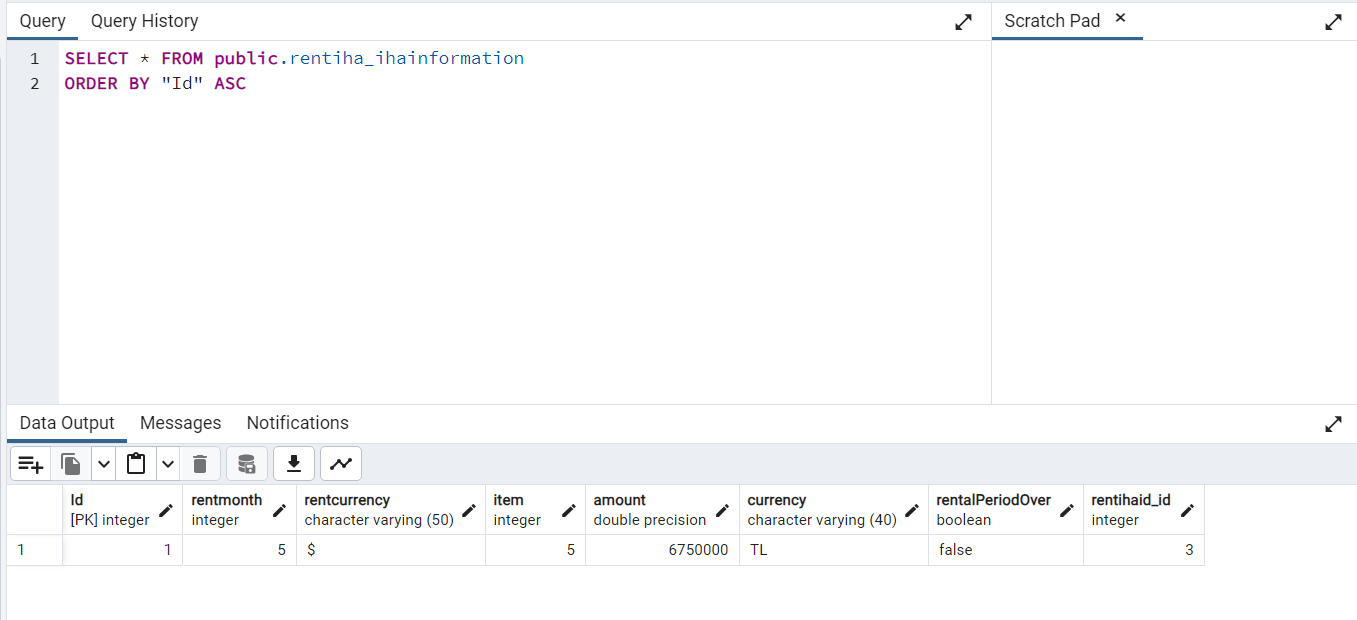 Query Query History Scratch Pad ×
1 SELECT * FROM public.rentiha_ihainformation
2 ORDER BY "Id" ASC
Data Output Messages Notifications
Id rentmonth rentcurrency item amount currency rentalPeriodOver rentihaid_id
[PK] integer integer character varying (50) integer double precision character varying (40) boolean integer
1 1 5 $ 5 6750000 TL false 3